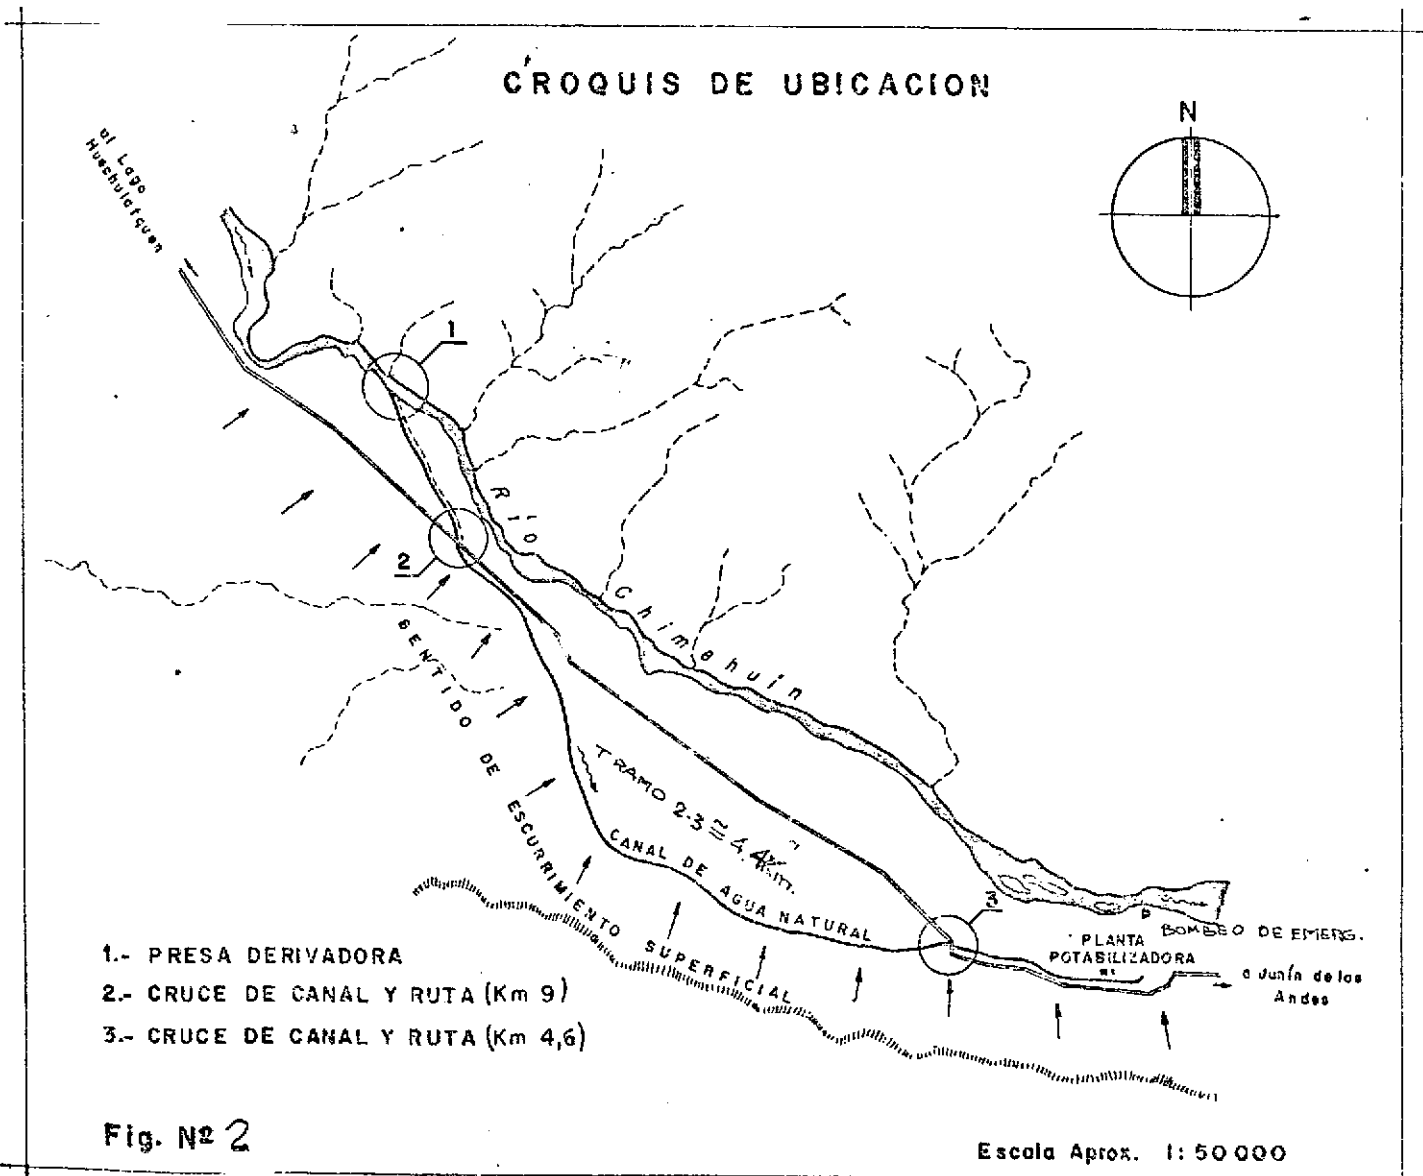 CROQUIS DE UBICACION
N
al Lago
Huechulafquen
1
2
3
Río Chimehuín
SENTIDO DE ESCURRIMIENTO SUPERFICIAL
TRAMO 2-3 ≅ 4.4 Km.
CANAL DE AGUA NATURAL
BOMBEO DE EMERG.
PLANTA
POTABILIZADORA
a Junín de los
Andes
1.- PRESA DERIVADORA
2.- CRUCE DE CANAL Y RUTA (Km 9)
3.- CRUCE DE CANAL Y RUTA (Km 4,6)
Fig. Nº 2
Escala Aprox. 1: 50 000